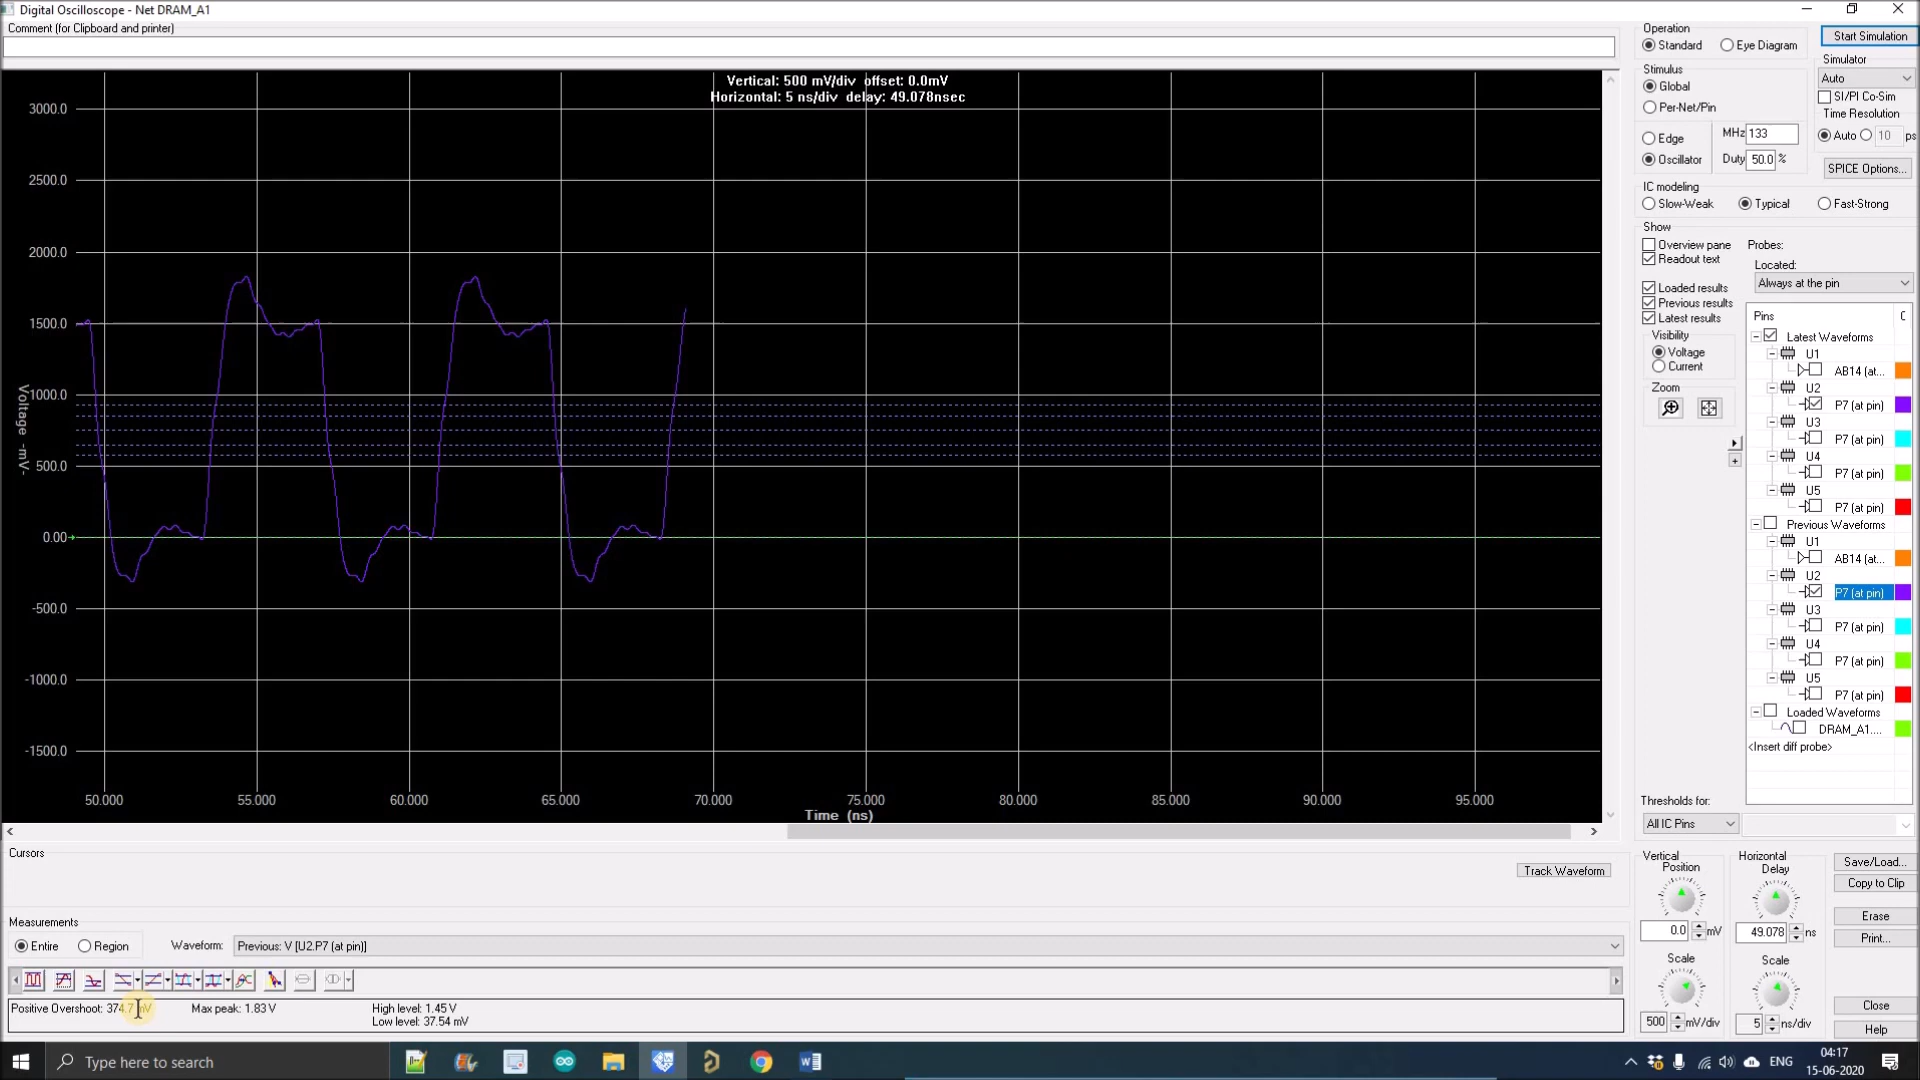 Digital Oscilloscope - Net DRAM_A1
Comment (for Clipboard and printer)
Vertical: 500 mV/div offset: 0.0mV
Horizontal: 5 ns/div delay: 49.078nsec
3000.0
2500.0
2000.0
1500.0
1000.0
500.0
0.00
-500.0
-1000.0
-1500.0
Voltage -mV-
50.000 55.000 60.000 65.000 70.000 75.000 80.000 85.000 90.000 95.000
Time (ns)
Operation
Standard Eye Diagram
Start Simulation
Stimulus
Global
Per-Net/Pin
Simulator
Auto
SI/PI Co-Sim
Time Resolution
Auto 10 ps
Edge
Oscillator
MHz 133
Duty 50.0 %
SPICE Options...
IC modeling
Slow-Weak Typical Fast-Strong
Show
Overview pane
Readout text
Loaded results
Previous results
Latest results
Visibility
Voltage
Current
Zoom
Probes:
Located:
Always at the pin
Pins C
Latest Waveforms
U1
AB14 (at...
U2
P7 (at pin)
U3
P7 (at pin)
U4
P7 (at pin)
U5
P7 (at pin)
Previous Waveforms
U1
AB14 (at...
U2
P7 (at pin)
U3
P7 (at pin)
U4
P7 (at pin)
U5
P7 (at pin)
Loaded Waveforms
DRAM_A1....
<Insert diff probe>
Thresholds for:
All IC Pins
Cursors
Track Waveform
Measurements
Entire Region Waveform: Previous: V [U2.P7 (at pin)]
Positive Overshoot: 374.7 mV Max peak: 1.83 V High level: 1.45 V
Low level: 37.54 mV
Vertical
Position
0.0 mV
Scale
500 mV/div
Horizontal
Delay
49.078 ns
Scale
5 ns/div
Save/Load...
Copy to Clip
Erase
Print...
Close
Help
Type here to search
ENG
04:17
15-06-2020